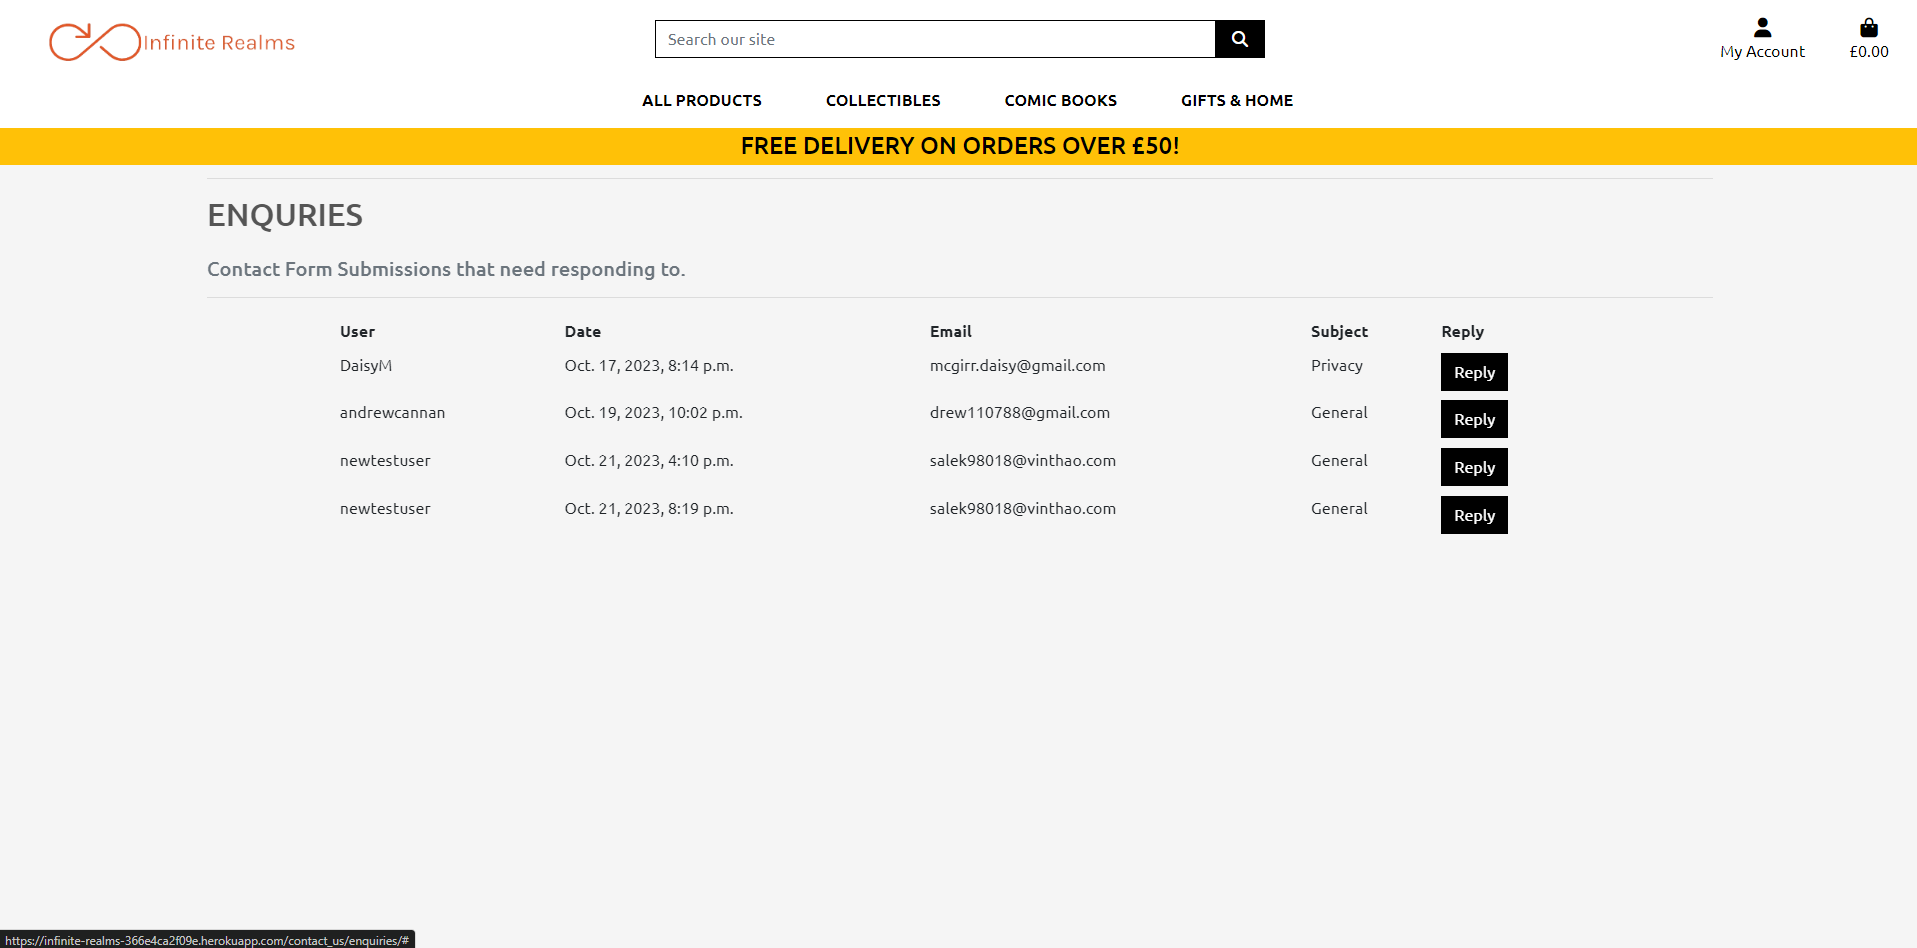 Infinite Realms
Search our site
My Account
£0.00
ALL PRODUCTS COLLECTIBLES COMIC BOOKS GIFTS & HOME
FREE DELIVERY ON ORDERS OVER £50!
ENQURIES
Contact Form Submissions that need responding to.
User Date Email Subject Reply
DaisyM Oct. 17, 2023, 8:14 p.m. mcgirr.daisy@gmail.com Privacy Reply
andrewcannan Oct. 19, 2023, 10:02 p.m. drew110788@gmail.com General Reply
newtestuser Oct. 21, 2023, 4:10 p.m. salek98018@vinthao.com General Reply
newtestuser Oct. 21, 2023, 8:19 p.m. salek98018@vinthao.com General Reply
https://infinite-realms-366e4ca2f09e.herokuapp.com/contact_us/enquiries/#